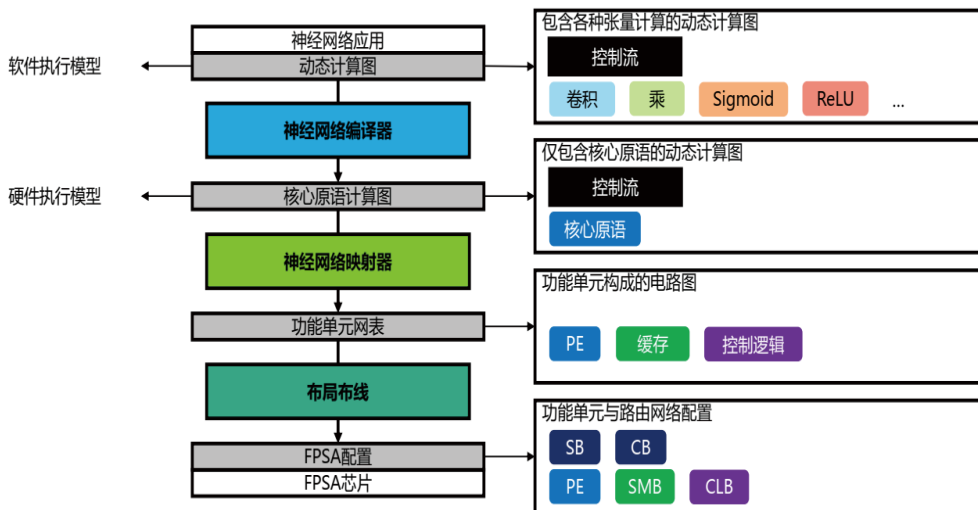 神经网络应用
软件执行模型
动态计算图
神经网络编译器
硬件执行模型
核心原语计算图
神经网络映射器
功能单元网表
布局布线
FPSA配置
FPSA芯片
包含各种张量计算的动态计算图
控制流
卷积 乘 Sigmoid ReLU ...
仅包含核心原语的动态计算图
控制流
核心原语
功能单元构成的电路图
PE 缓存 控制逻辑
功能单元与路由网络配置
SB CB
PE SMB CLB